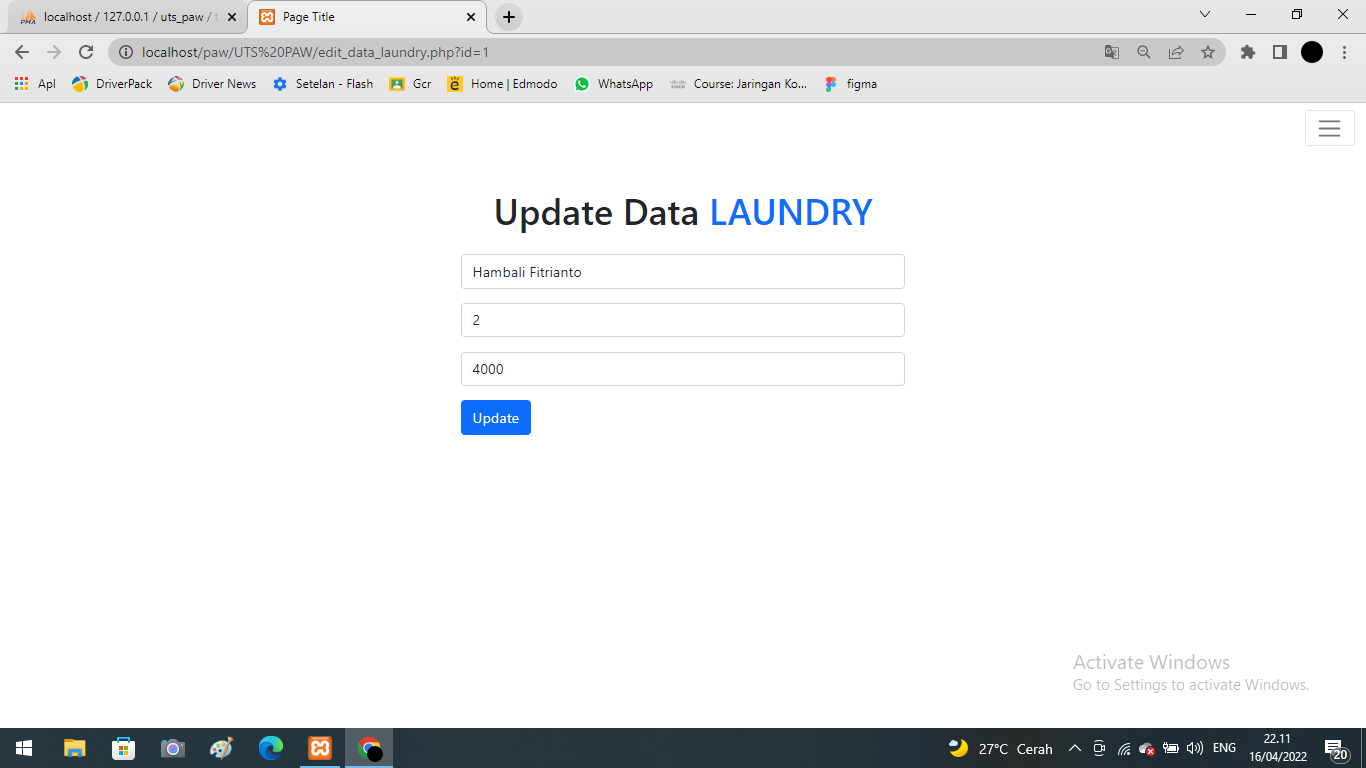 localhost / 127.0.0.1 / uts_paw /
Page Title
localhost/paw/UTS%20PAW/edit_data_laundry.php?id=1
Apl DriverPack Driver News Setelan - Flash Gcr Home | Edmodo WhatsApp Course: Jaringan Ko... figma
Update Data LAUNDRY
Hambali Fitrianto
2
4000
Update
Activate Windows
Go to Settings to activate Windows.
27°C Cerah ENG
22.11
16/04/2022
20